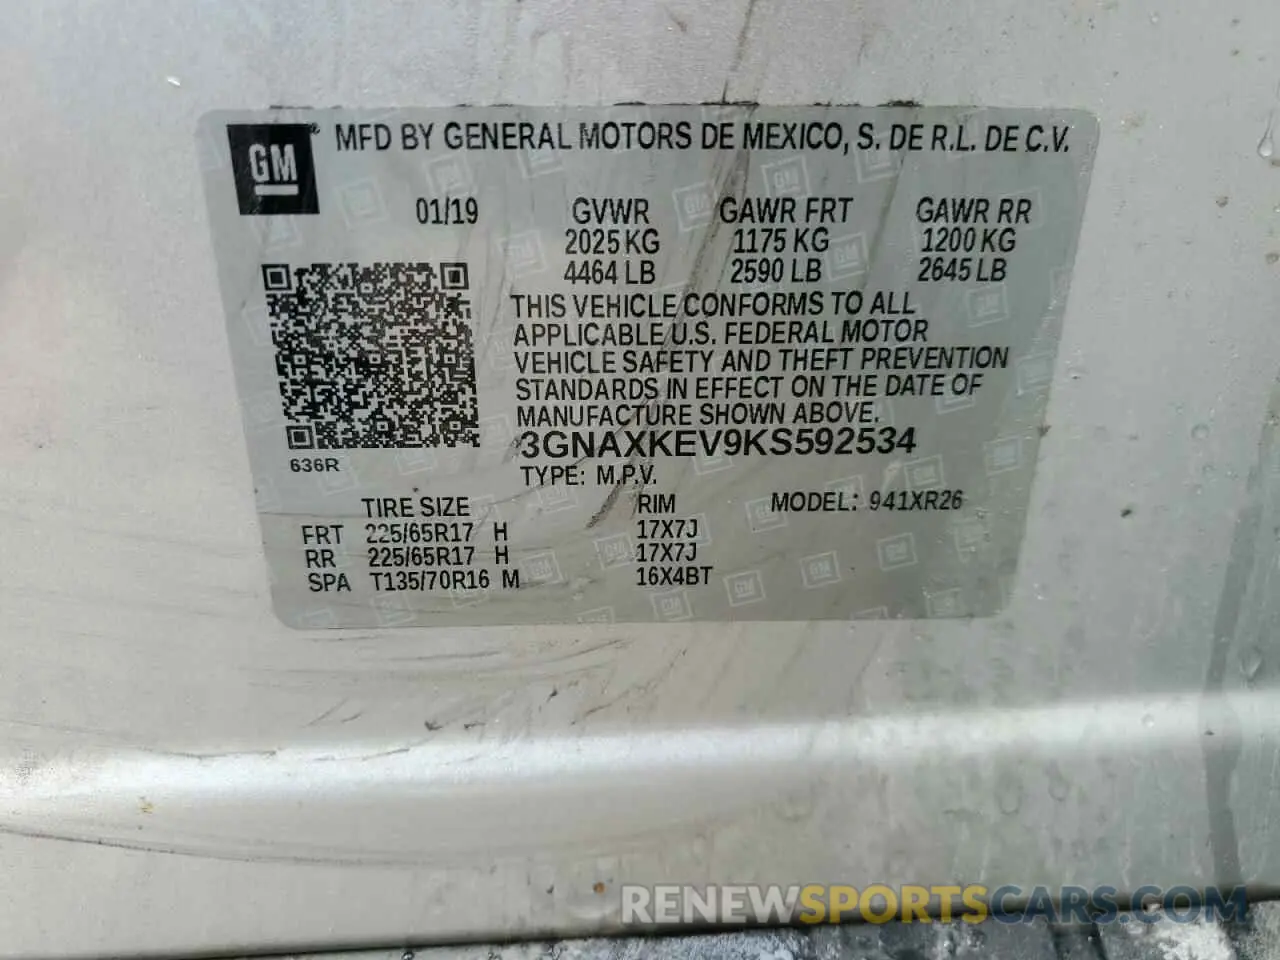 GM
MFD BY GENERAL MOTORS DE MEXICO, S. DE R.L. DE C.V.
01/19 GVWR GAWR FRT GAWR RR
2025 KG 1175 KG 1200 KG
4464 LB 2590 LB 2645 LB
THIS VEHICLE CONFORMS TO ALL
APPLICABLE U.S. FEDERAL MOTOR
VEHICLE SAFETY AND THEFT PREVENTION
STANDARDS IN EFFECT ON THE DATE OF
MANUFACTURE SHOWN ABOVE.
3GNAXKEV9KS592534
636R
TYPE: M.P.V.
TIRE SIZE RIM MODEL: 941XR26
FRT 225/65R17 H 17X7J
RR 225/65R17 H 17X7J
SPA T135/70R16 M 16X4BT
RENEWSPORTSCARS.COM